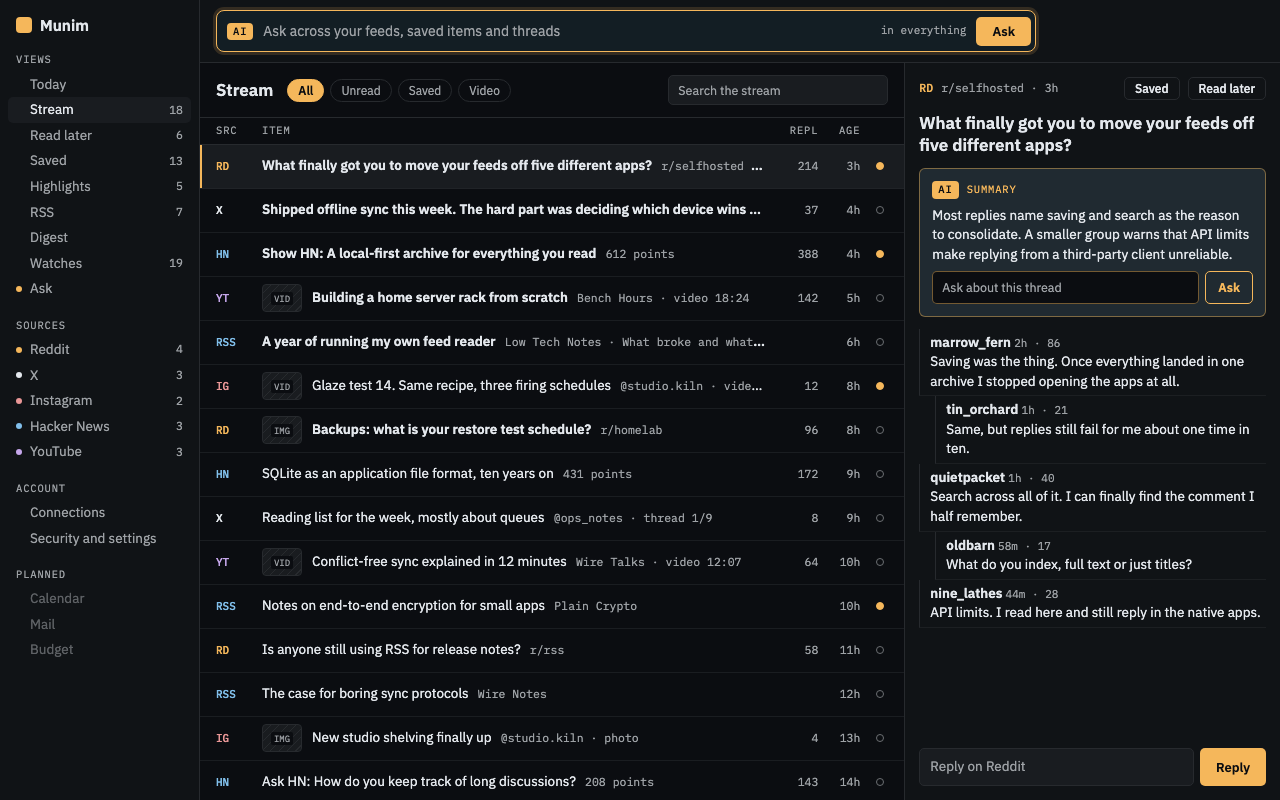 Munim
VIEWS
Today
Stream 18
Read later 6
Saved 13
Highlights 5
RSS 7
Digest
Watches 19
Ask
SOURCES
Reddit 4
X 3
Instagram 2
Hacker News 3
YouTube 3
ACCOUNT
Connections
Security and settings
PLANNED
Calendar
Mail
Budget
AI Ask across your feeds, saved items and threads in everything Ask
Stream All Unread Saved Video Search the stream
SRC ITEM REPL AGE
RD What finally got you to move your feeds off five different apps? r/selfhosted ... 214 3h
X Shipped offline sync this week. The hard part was deciding which device wins ... 37 4h
HN Show HN: A local-first archive for everything you read 612 points 388 4h
YT VID Building a home server rack from scratch Bench Hours · video 18:24 142 5h
RSS A year of running my own feed reader Low Tech Notes · What broke and what... 6h
IG VID Glaze test 14. Same recipe, three firing schedules @studio.kiln · vide... 12 8h
RD IMG Backups: what is your restore test schedule? r/homelab 96 8h
HN SQLite as an application file format, ten years on 431 points 172 9h
X Reading list for the week, mostly about queues @ops_notes · thread 1/9 8 9h
YT VID Conflict-free sync explained in 12 minutes Wire Talks · video 12:07 64 10h
RSS Notes on end-to-end encryption for small apps Plain Crypto 10h
RD Is anyone still using RSS for release notes? r/rss 58 11h
RSS The case for boring sync protocols Wire Notes 12h
IG IMG New studio shelving finally up @studio.kiln · photo 4 13h
HN Ask HN: How do you keep track of long discussions? 208 points 143 14h
RD r/selfhosted · 3h Saved Read later
What finally got you to move your feeds off
five different apps?
AI SUMMARY
Most replies name saving and search as the reason
to consolidate. A smaller group warns that API limits
make replying from a third-party client unreliable.
Ask about this thread Ask
marrow_fern 2h · 86
Saving was the thing. Once everything landed in one
archive I stopped opening the apps at all.
tin_orchard 1h · 21
Same, but replies still fail for me about one time in
ten.
quietpacket 1h · 40
Search across all of it. I can finally find the comment I
half remember.
oldbarn 58m · 17
What do you index, full text or just titles?
nine_lathes 44m · 28
API limits. I read here and still reply in the native apps.
Reply on Reddit Reply